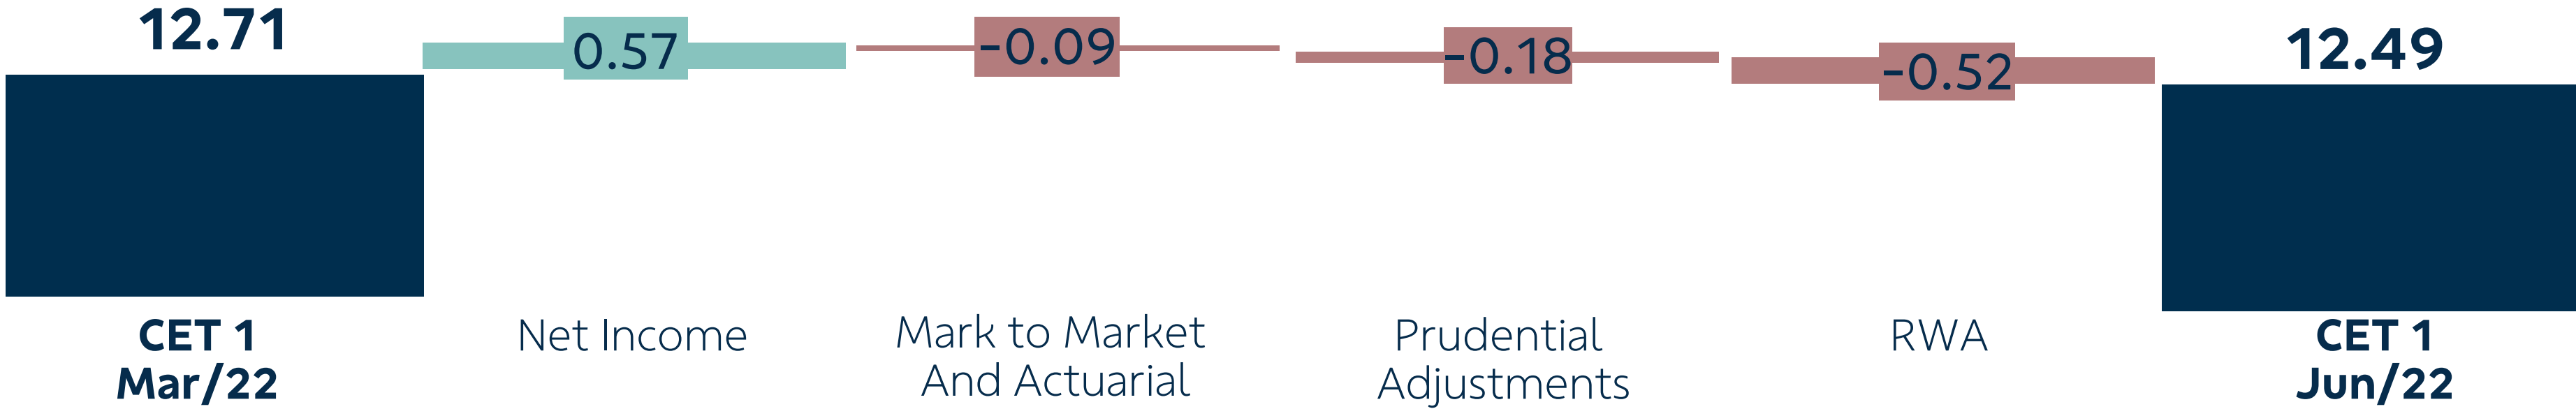 12.71
0.57
-0.09
-0.18
-0.52
12.49
CET 1
Mar/22
Net Income
Mark to Market
And Actuarial
Prudential
Adjustments
RWA
CET 1
Jun/22